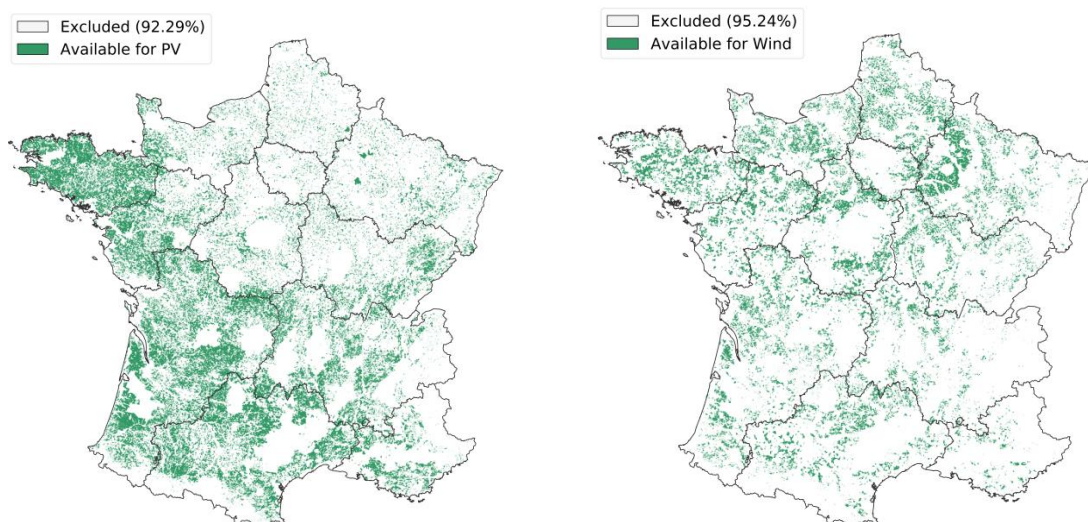 Excluded (92.29%)
Available for PV
Excluded (95.24%)
Available for Wind